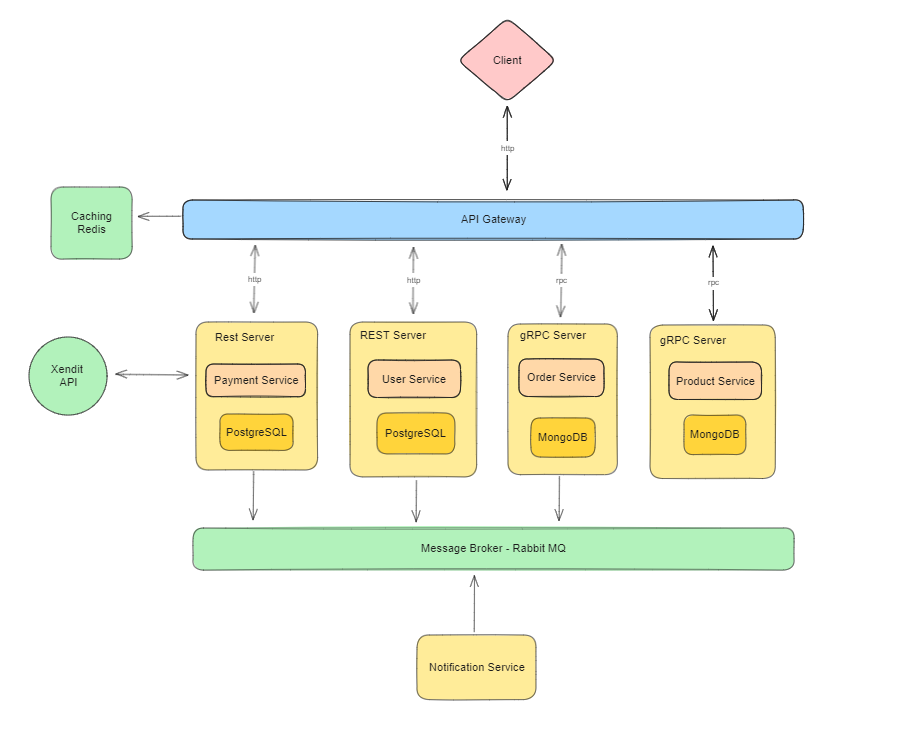 Client
http
Caching
Redis
API Gateway
http
http
rpc
rpc
Rest Server
REST Server
gRPC Server
gRPC Server
Xendit
API
Payment Service
User Service
Order Service
Product Service
PostgreSQL
PostgreSQL
MongoDB
MongoDB
Message Broker - Rabbit MQ
Notification Service